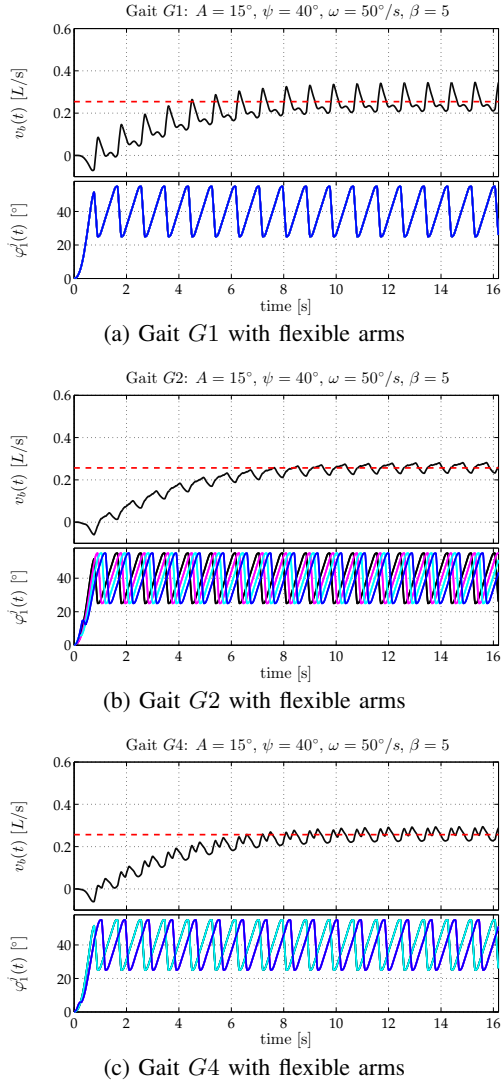 Gait G1: A = 15°, ψ = 40°, ω = 50°/s, β = 5
0.6
0.4
0.2
0
v_b(t) [L/s]
40
20
0
φ_1^j(t) [°]
0 2 4 6 8 10 12 14 16
time [s]
(a) Gait G1 with flexible arms
Gait G2: A = 15°, ψ = 40°, ω = 50°/s, β = 5
0.6
0.4
0.2
0
v_b(t) [L/s]
40
20
0
φ_1^j(t) [°]
0 2 4 6 8 10 12 14 16
time [s]
(b) Gait G2 with flexible arms
Gait G4: A = 15°, ψ = 40°, ω = 50°/s, β = 5
0.6
0.4
0.2
0
v_b(t) [L/s]
40
20
0
φ_1^j(t) [°]
0 2 4 6 8 10 12 14 16
time [s]
(c) Gait G4 with flexible arms